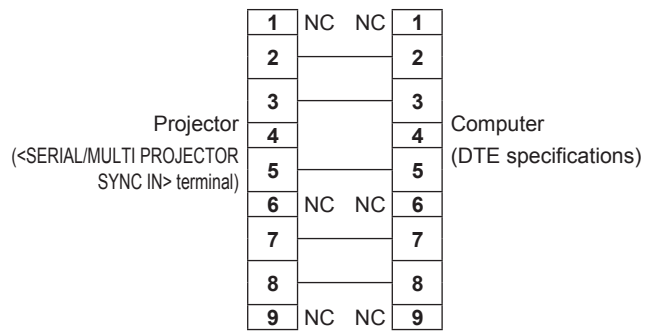 1 NC NC 1
2 2
3 3
Projector 4 4 Computer
(<SERIAL/MULTI PROJECTOR 5 5 (DTE specifications)
SYNC IN> terminal)
6 NC NC 6
7 7
8 8
9 NC NC 9